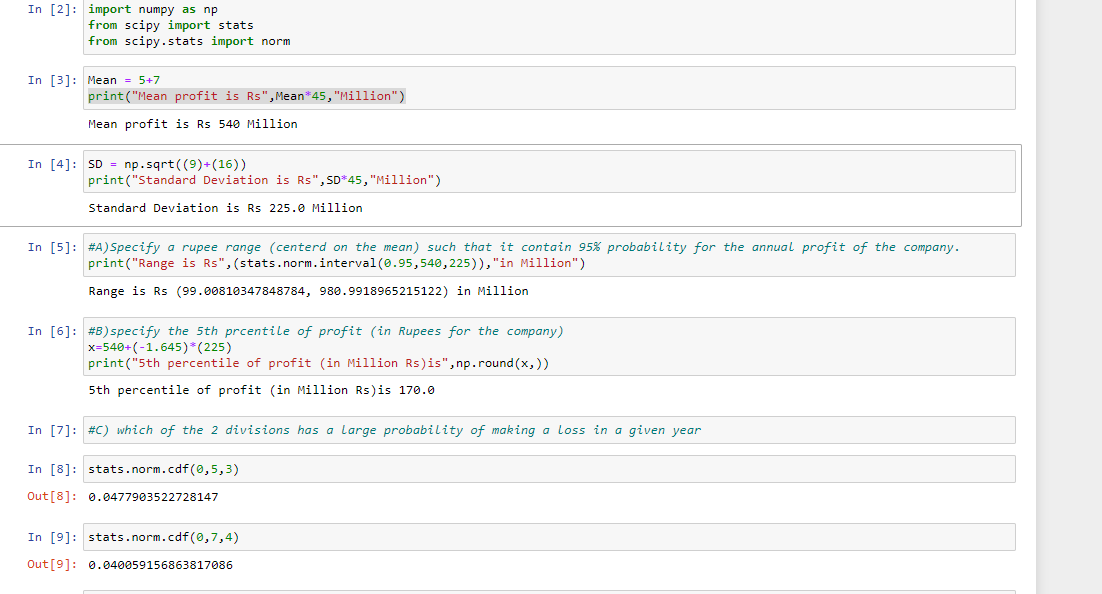 In [2]: import numpy as np
from scipy import stats
from scipy.stats import norm
In [3]: Mean = 5+7
print("Mean profit is Rs",Mean*45,"Million")
Mean profit is Rs 540 Million
In [4]: SD = np.sqrt((9)+(16))
print("Standard Deviation is Rs",SD*45,"Million")
Standard Deviation is Rs 225.0 Million
In [5]: #A)Specify a rupee range (centerd on the mean) such that it contain 95% probability for the annual profit of the company.
print("Range is Rs",(stats.norm.interval(0.95,540,225)),"in Million")
Range is Rs (99.00810347848784, 980.9918965215122) in Million
In [6]: #B)specify the 5th prcentile of profit (in Rupees for the company)
x=540+(-1.645)*(225)
print("5th percentile of profit (in Million Rs)is",np.round(x,))
5th percentile of profit (in Million Rs)is 170.0
In [7]: #C) which of the 2 divisions has a large probability of making a loss in a given year
In [8]: stats.norm.cdf(0,5,3)
Out[8]: 0.0477903522728147
In [9]: stats.norm.cdf(0,7,4)
Out[9]: 0.040059156863817086